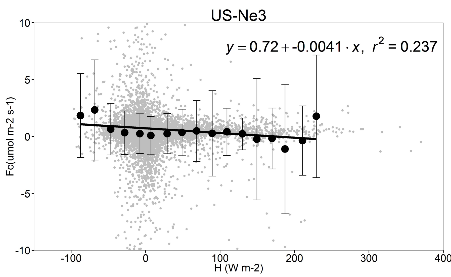 US-Ne3
y = 0.72 + -0.0041 · x, r² = 0.237
10
5
0
-5
-10
Fc(umol m-2 s-1)
-100 0 100 200 300 400
H (W m-2)